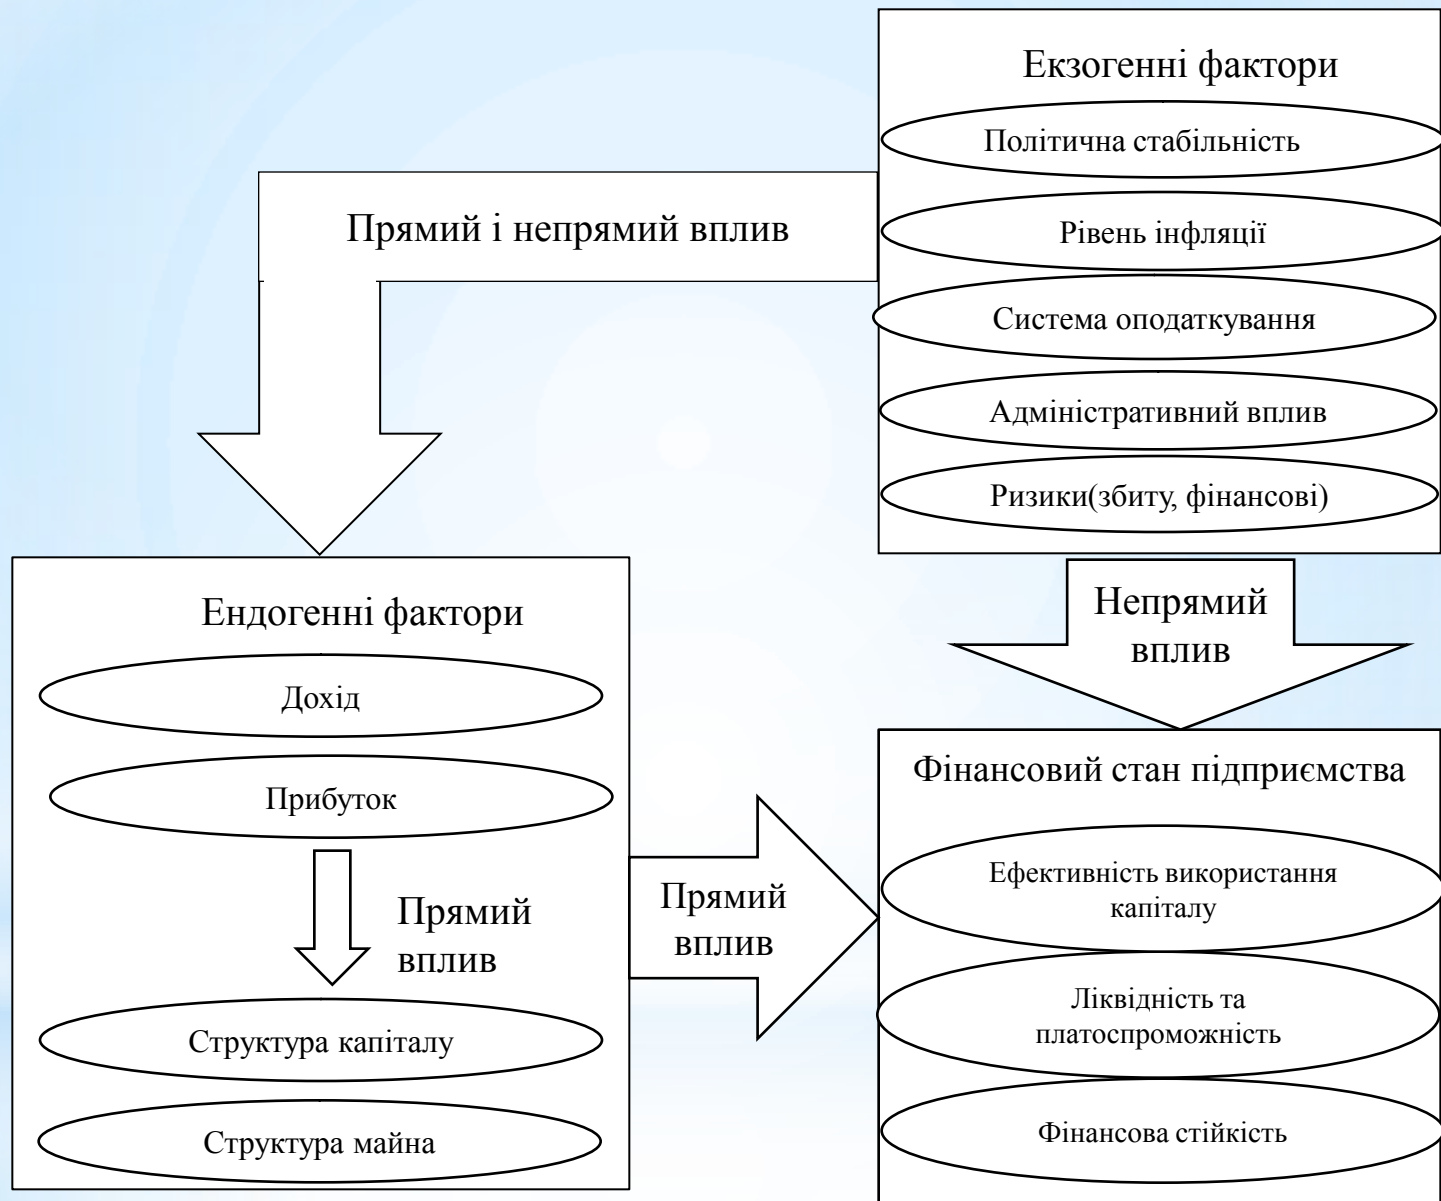 Екзогенні фактори
Політична стабільність
Рівень інфляції
Система оподаткування
Адміністративний вплив
Ризики(збиту, фінансові)
Прямий і непрямий вплив
Непрямий
вплив
Ендогенні фактори
Дохід
Прибуток
Прямий
вплив
Структура капіталу
Структура майна
Прямий
вплив
Фінансовий стан підприємства
Ефективність використання
капіталу
Ліквідність та
платоспроможність
Фінансова стійкість